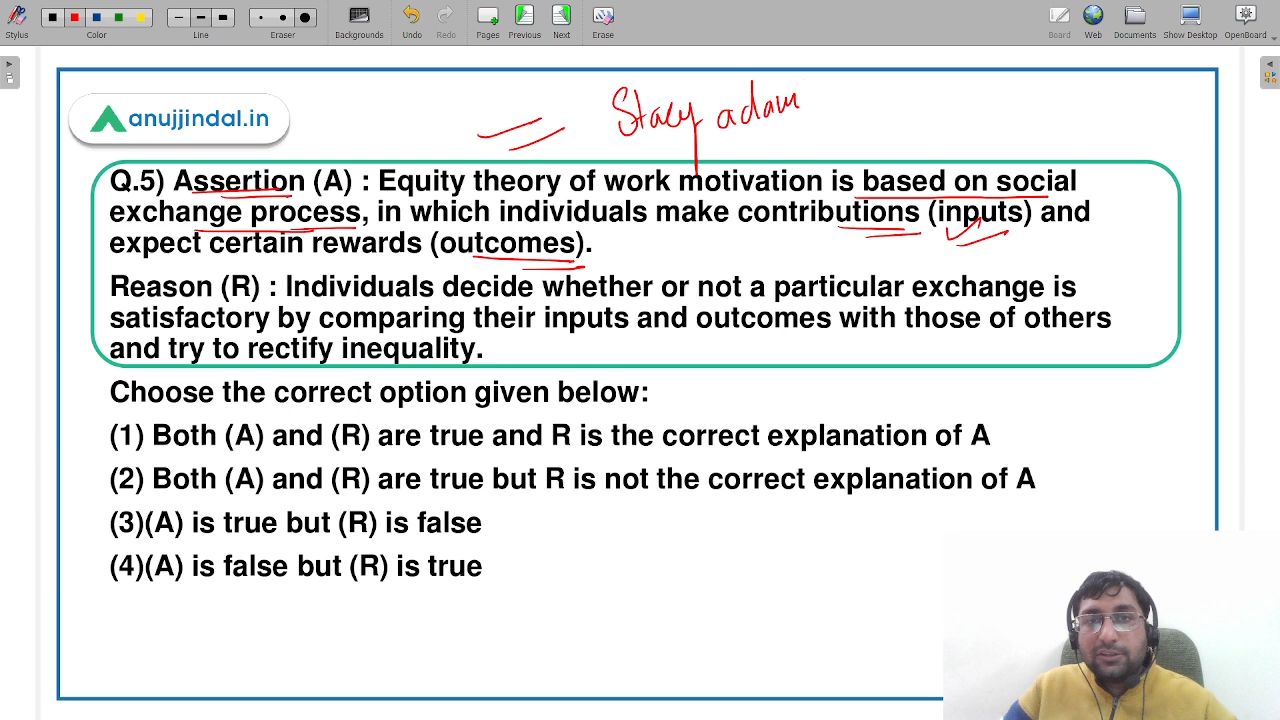 Stylus
Color
Line
Eraser
Backgrounds
Undo
Redo
Pages
Previous
Next
Erase
Board
Web
Documents
Show Desktop
OpenBoard
anujjindal.in
Stacy adam
Q.5) Assertion (A) : Equity theory of work motivation is based on social
exchange process, in which individuals make contributions (inputs) and
expect certain rewards (outcomes).
Reason (R) : Individuals decide whether or not a particular exchange is
satisfactory by comparing their inputs and outcomes with those of others
and try to rectify inequality.
Choose the correct option given below:
(1) Both (A) and (R) are true and R is the correct explanation of A
(2) Both (A) and (R) are true but R is not the correct explanation of A
(3)(A) is true but (R) is false
(4)(A) is false but (R) is true